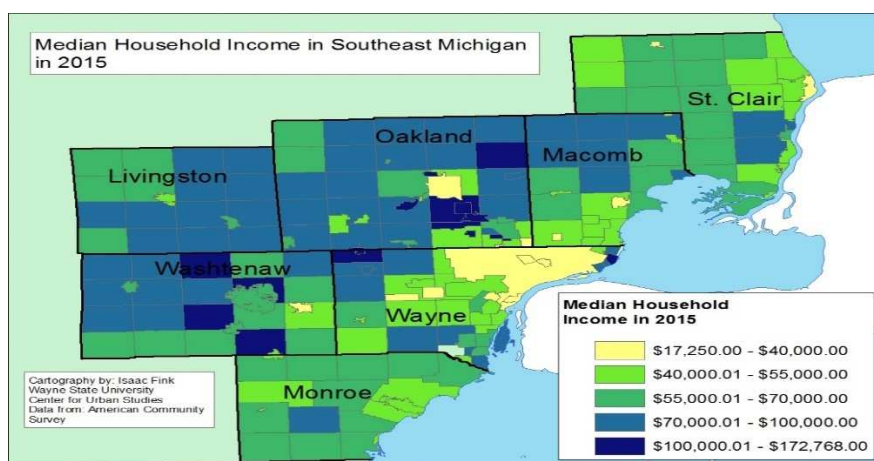 Median Household Income in Southeast Michigan
in 2015
St. Clair
Oakland
Macomb
Livingston
Washtenaw
Wayne
Monroe
Median Household
Income in 2015
$17,250.00 - $40,000.00
$40,000.01 - $55,000.00
$55,000.01 - $70,000.00
$70,000.01 - $100,000.00
$100,000.01 - $172,768.00
Cartography by: Isaac Fink
Wayne State University
Center for Urban Studies
Data from: American Community
Survey